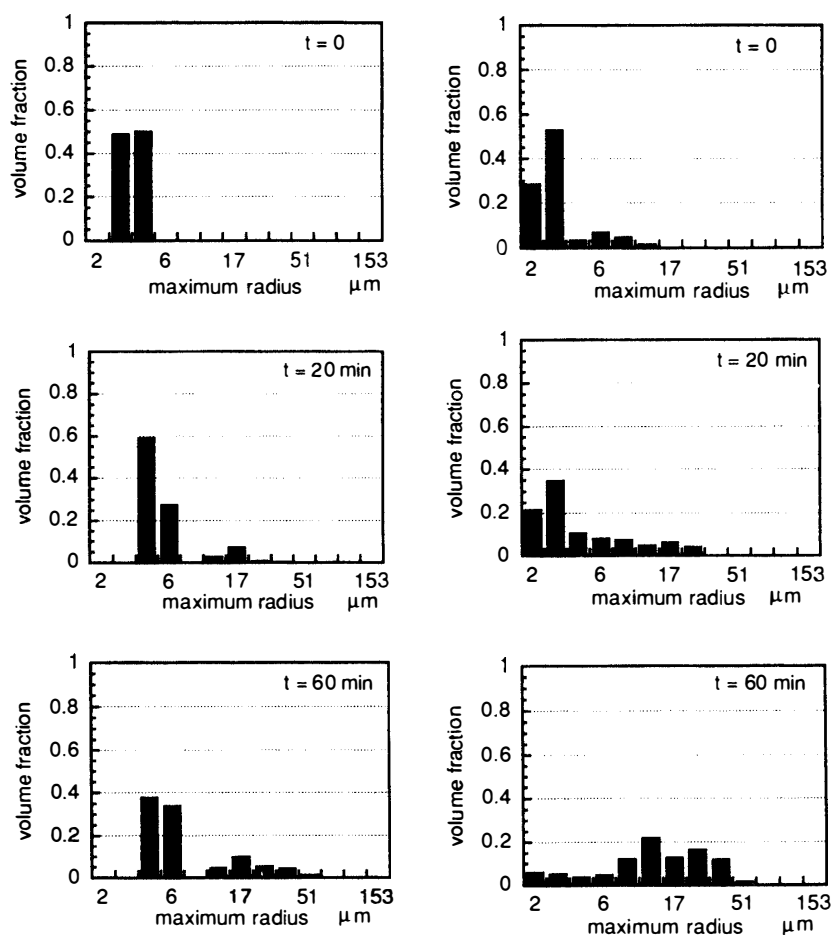 t = 0
volume fraction
1
0.8
0.6
0.4
0.2
0
2 6 17 51 153
maximum radius μm
t = 0
volume fraction
1
0.8
0.6
0.4
0.2
0
2 6 17 51 153
maximum radius μm
t = 20 min
volume fraction
1
0.8
0.6
0.4
0.2
0
2 6 17 51 153
maximum radius μm
t = 20 min
volume fraction
1
0.8
0.6
0.4
0.2
0
2 6 17 51 153
maximum radius μm
t = 60 min
volume fraction
1
0.8
0.6
0.4
0.2
0
2 6 17 51 153
maximum radius μm
t = 60 min
volume fraction
1
0.8
0.6
0.4
0.2
0
2 6 17 51 153
maximum radius μm